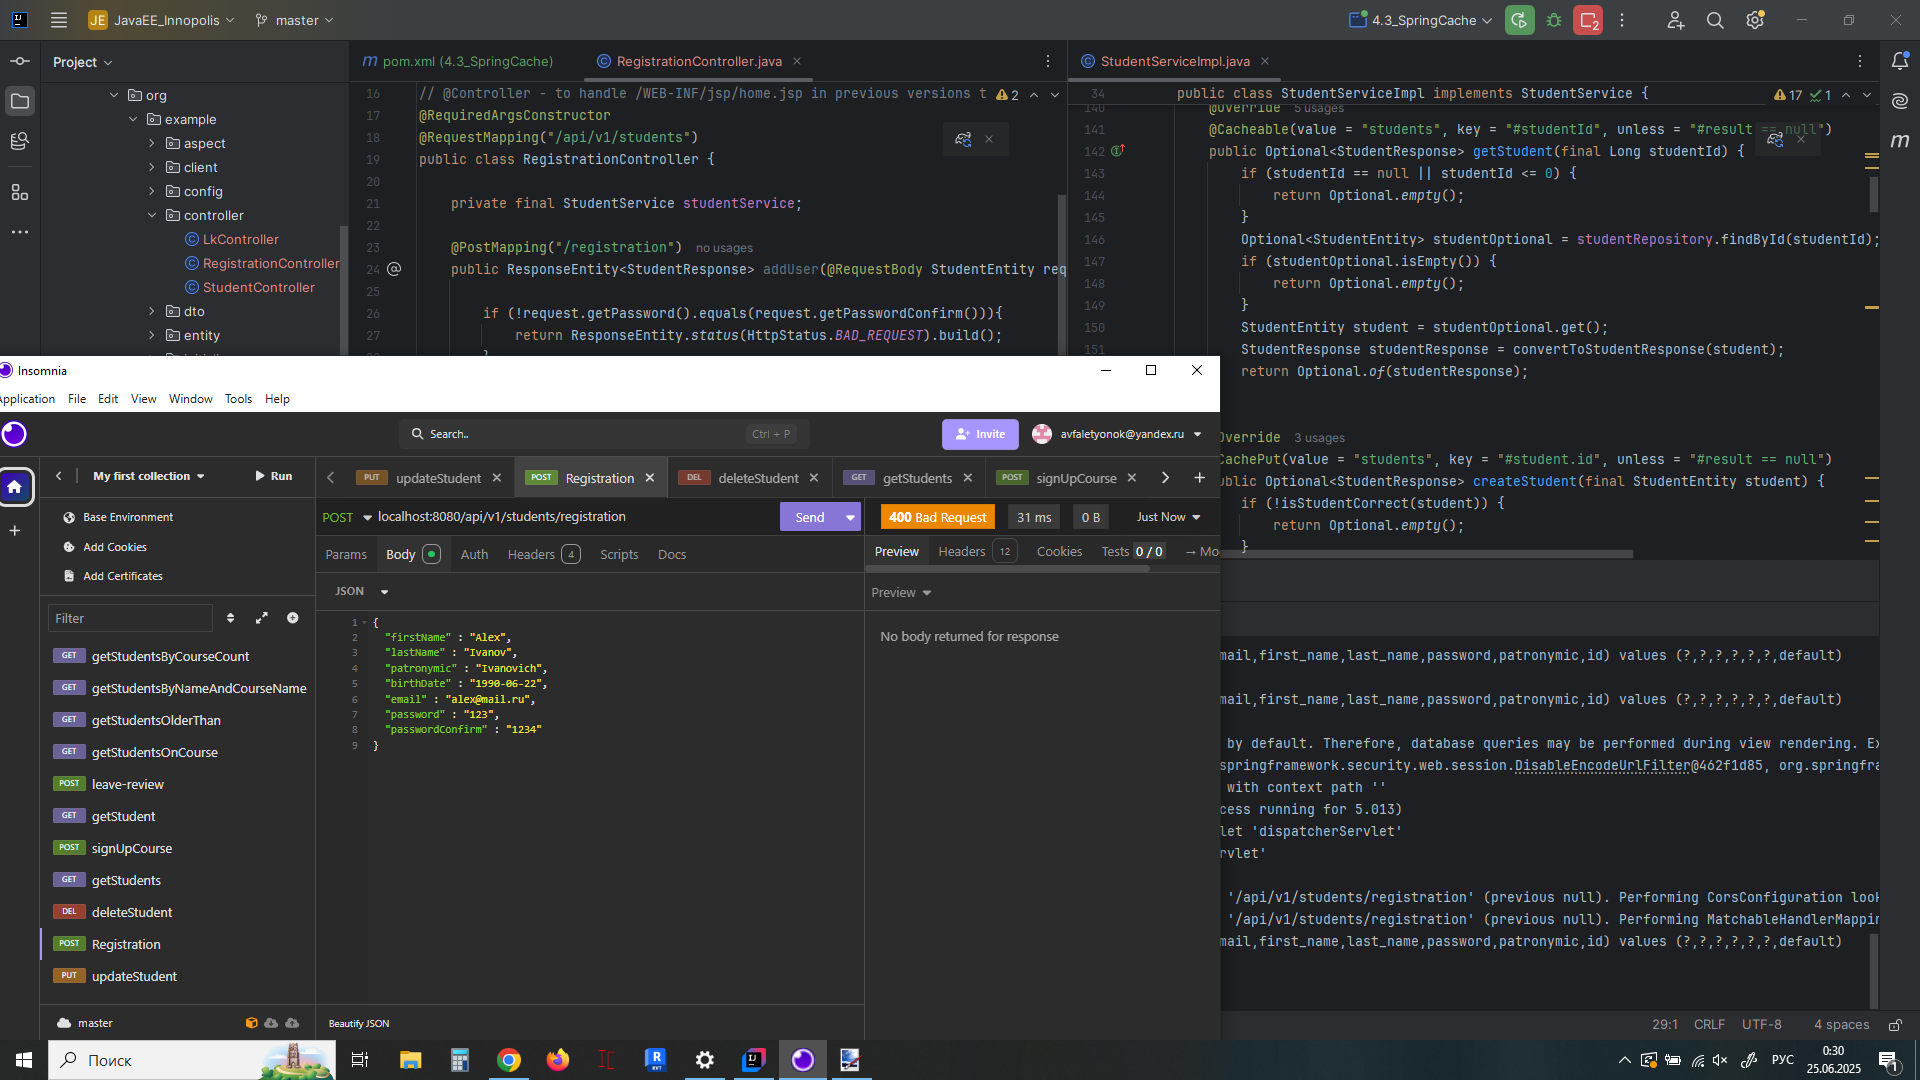 JE JavaEE_Innopolis master 4.3_SpringCache 2
Project
org
example
aspect
client
config
controller
LkController
RegistrationController
StudentController
dto
entity
pom.xml (4.3_SpringCache) RegistrationController.java
16 // @Controller - to handle /WEB-INF/jsp/home.jsp in previous versions t 2
17 @RequiredArgsConstructor
18 @RequestMapping("/api/v1/students")
19 public class RegistrationController {
20
21 private final StudentService studentService;
22
23 @PostMapping("/registration") no usages
24 public ResponseEntity<StudentResponse> addUser(@RequestBody StudentEntity req
25
26 if (!request.getPassword().equals(request.getPasswordConfirm())){
27 return ResponseEntity.status(HttpStatus.BAD_REQUEST).build();
StudentServiceImpl.java
34 public class StudentServiceImpl implements StudentService { 17 1
140 @Override 5 usages
141 @Cacheable(value = "students", key = "#studentId", unless = "#result == null")
142 public Optional<StudentResponse> getStudent(final Long studentId) {
143 if (studentId == null || studentId <= 0) {
144 return Optional.empty();
145 }
146 Optional<StudentEntity> studentOptional = studentRepository.findById(studentId);
147 if (studentOptional.isEmpty()) {
148 return Optional.empty();
149 }
150 StudentEntity student = studentOptional.get();
151 StudentResponse studentResponse = convertToStudentResponse(student);
return Optional.of(studentResponse);
Override 3 usages
CachePut(value = "students", key = "#student.id", unless = "#result == null")
ublic Optional<StudentResponse> createStudent(final StudentEntity student) {
if (!isStudentCorrect(student)) {
return Optional.empty();
}
mail,first_name,last_name,password,patronymic,id) values (?,?,?,?,?,?,default)
mail,first_name,last_name,password,patronymic,id) values (?,?,?,?,?,?,default)
by default. Therefore, database queries may be performed during view rendering. Ex
springframework.security.web.session.DisableEncodeUrlFilter@462f1d85, org.springfra
with context path ''
cess running for 5.013)
let 'dispatcherServlet'
rvlet'
'/api/v1/students/registration' (previous null). Performing CorsConfiguration look
'/api/v1/students/registration' (previous null). Performing MatchableHandlerMappin
mail,first_name,last_name,password,patronymic,id) values (?,?,?,?,?,?,default)
29:1 CRLF UTF-8 4 spaces
Insomnia
pplication File Edit View Window Tools Help
Search.. Ctrl + P Invite avfaletyonok@yandex.ru
My first collection Run
Base Environment
Add Cookies
Add Certificates
Filter
GET getStudentsByCourseCount
GET getStudentsByNameAndCourseName
GET getStudentsOlderThan
GET getStudentsOnCourse
POST leave-review
GET getStudent
POST signUpCourse
GET getStudents
DEL deleteStudent
POST Registration
PUT updateStudent
master
PUT updateStudent POST Registration DEL deleteStudent GET getStudents POST signUpCourse
POST localhost:8080/api/v1/students/registration Send
Params Body Auth Headers 4 Scripts Docs
JSON
1 {
2 "firstName" : "Alex",
3 "lastName" : "Ivanov",
4 "patronymic" : "Ivanovich",
5 "birthDate" : "1990-06-22",
6 "email" : "alex@mail.ru",
7 "password" : "123",
8 "passwordConfirm" : "1234"
9 }
Beautify JSON
400 Bad Request 31 ms 0 B Just Now
Preview Headers 12 Cookies Tests 0 / 0 → Mo
Preview
No body returned for response
Поиск
РУС
0:30
25.06.2025
1